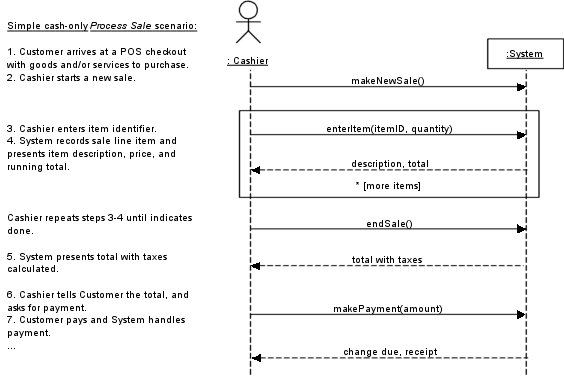 Simple cash-only Process Sale scenario:
1. Customer arrives at a POS checkout
with goods and/or services to purchase.
2. Cashier starts a new sale.
3. Cashier enters item identifier.
4. System records sale line item and
presents item description, price, and
running total.
Cashier repeats steps 3-4 until indicates
done.
5. System presents total with taxes
calculated.
6. Cashier tells Customer the total, and
asks for payment.
7. Customer pays and System handles
payment.
...
: Cashier
:System
makeNewSale()
enterItem(itemID, quantity)
description, total
* [more items]
endSale()
total with taxes
makePayment(amount)
change due, receipt